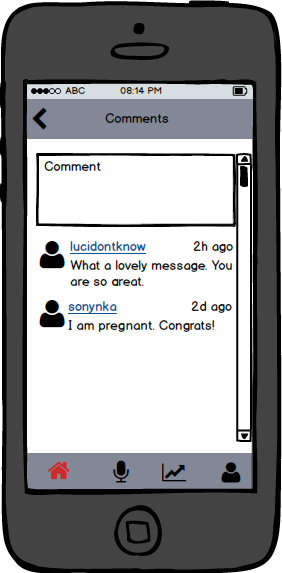 ABC 08:14 PM
Comments
Comment
lucidontknow 2h ago
What a lovely message. You
are so great.
sonynka 2d ago
I am pregnant. Congrats!